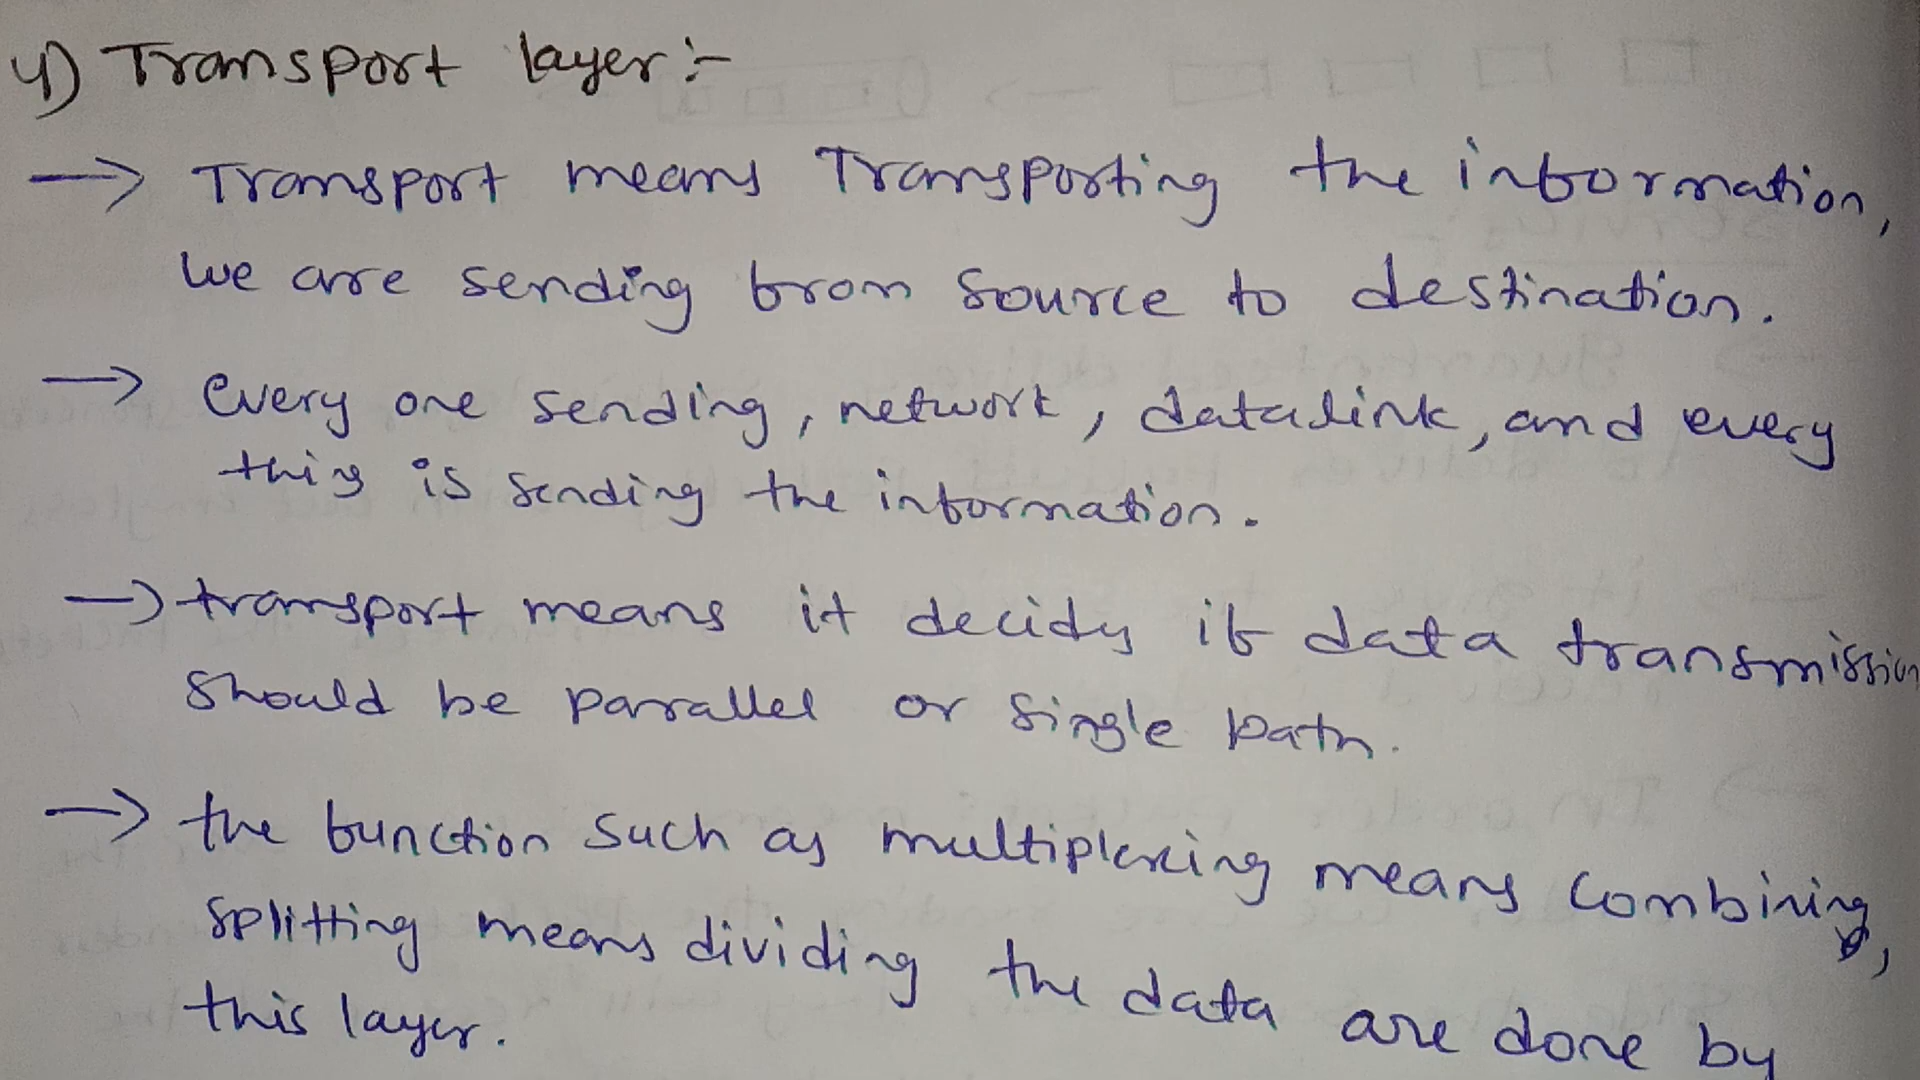 4) Transport layer:-
→ Transport means Transporting the information,
we are sending from source to destination.
→ every one sending, network, datalink, and every
thing is sending the information.
→ transport means it decides if data transmission
should be parallel or single path.
→ the function such as multiplexing means combining,
splitting means dividing the data are done by
this layer.